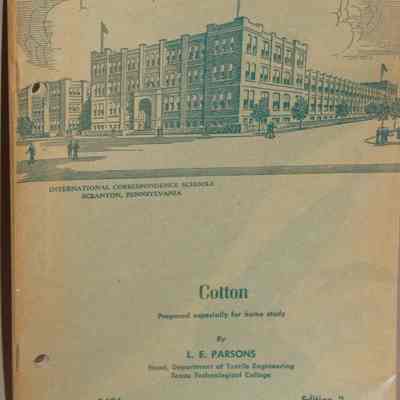 INTERNATIONAL CORRESPONDENCE SCHOOLS
SCRANTON, PENNSYLVANIA
Cotton
Prepared especially for home study
By
L. E. PARSONS
Head, Department of Textile Engineering
Texas Technological College
Edition